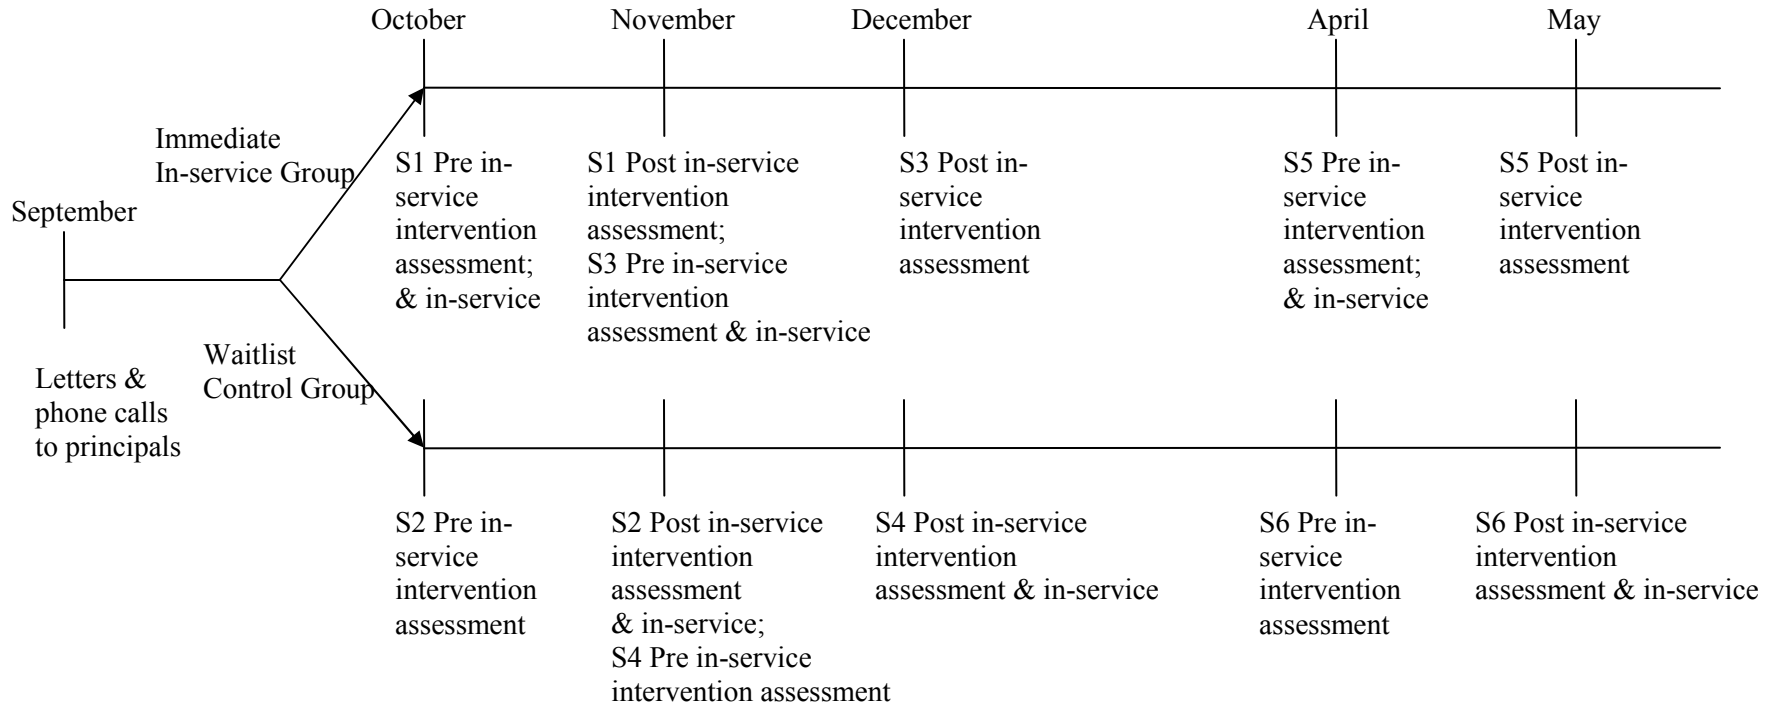 October
November
December
April
May
Immediate
In-service Group
September
S1 Pre in-
service
intervention
assessment;
& in-service
S1 Post in-service
intervention
assessment;
S3 Pre in-service
intervention
assessment & in-service
S3 Post in-
service
intervention
assessment
S5 Pre in-
service
intervention
assessment;
& in-service
S5 Post in-
service
intervention
assessment
Letters &
phone calls
to principals
Waitlist
Control Group
S2 Pre in-
service
intervention
assessment
S2 Post in-service
intervention
assessment
& in-service;
S4 Pre in-service
intervention assessment
S4 Post in-service
intervention
assessment & in-service
S6 Pre in-
service
intervention
assessment
S6 Post in-service
intervention
assessment & in-service